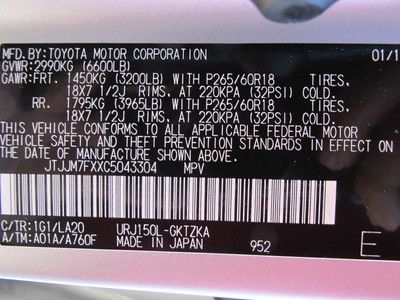 MFD.BY:TOYOTA MOTOR CORPORATION 01/1
GVWR:2990KG (6600LB)
GAWR:FRT. 1450KG (3200LB) WITH P265/60R18 TIRES.
18X7 1/2J RIMS. AT 220KPA (32PSI) COLD.
RR. 1795KG (3965LB) WITH P265/60R18 TIRES.
18X7 1/2J RIMS. AT 220KPA (32PSI) COLD.
THIS VEHICLE CONFORMS TO ALL APPLICABLE FEDERAL MOTOR
VEHICLE SAFETY AND THEFT PREVENTION STANDARDS IN EFFECT
ON THE DATE OF MANUFACTURE SHOWN ABOVE.
JTJJM7FXXC5043304 MPV
C/TR:1G1/LA20 URJ150L-GKTZKA
A/TM:A01A/A760F MADE IN JAPAN 952 E